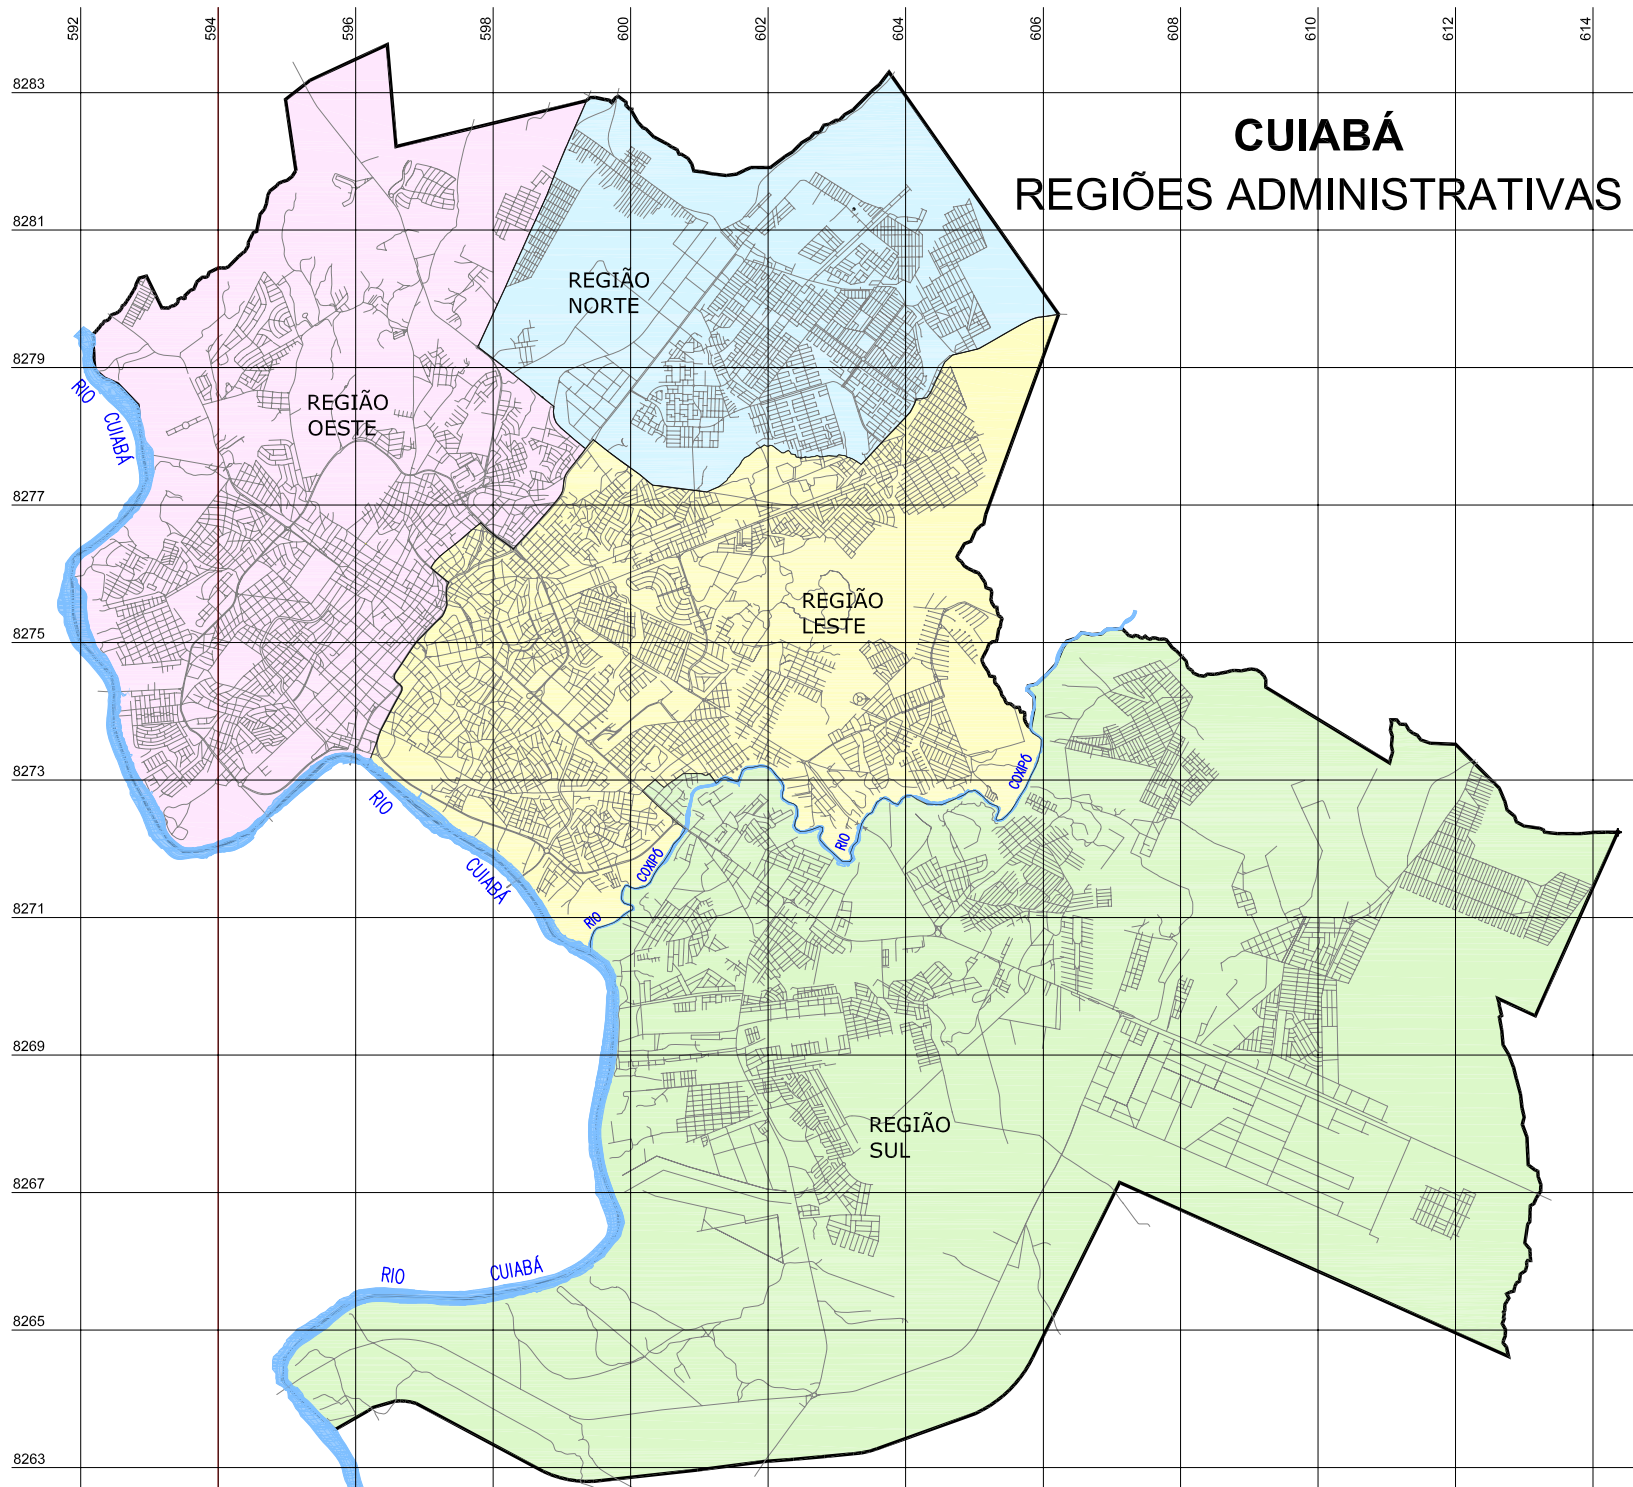 592
594
596
598
600
602
604
606
608
610
612
614
8283
CUIABÁ
REGIÕES ADMINISTRATIVAS
8281
REGIÃO
NORTE
8279
RIO
CUIABÁ
REGIÃO
OESTE
8277
REGIÃO
LESTE
8275
8273
COXIPÓ
RIO
RIO
COXIPÓ
CUIABÁ
RIO
8271
8269
REGIÃO
SUL
8267
RIO
CUIABÁ
8265
8263